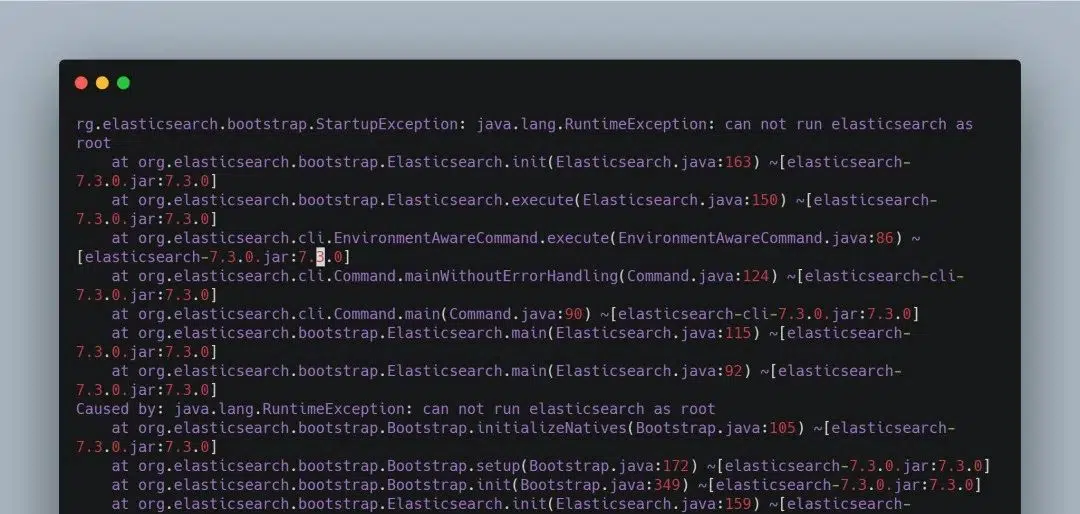 rg.elasticsearch.bootstrap.StartupException: java.lang.RuntimeException: can not run elasticsearch as
root
    at org.elasticsearch.bootstrap.Elasticsearch.init(Elasticsearch.java:163) ~[elasticsearch-
7.3.0.jar:7.3.0]
    at org.elasticsearch.bootstrap.Elasticsearch.execute(Elasticsearch.java:150) ~[elasticsearch-
7.3.0.jar:7.3.0]
    at org.elasticsearch.cli.EnvironmentAwareCommand.execute(EnvironmentAwareCommand.java:86) ~
[elasticsearch-7.3.0.jar:7.3.0]
    at org.elasticsearch.cli.Command.mainWithoutErrorHandling(Command.java:124) ~[elasticsearch-cli-
7.3.0.jar:7.3.0]
    at org.elasticsearch.cli.Command.main(Command.java:90) ~[elasticsearch-cli-7.3.0.jar:7.3.0]
    at org.elasticsearch.bootstrap.Elasticsearch.main(Elasticsearch.java:115) ~[elasticsearch-
7.3.0.jar:7.3.0]
    at org.elasticsearch.bootstrap.Elasticsearch.main(Elasticsearch.java:92) ~[elasticsearch-
7.3.0.jar:7.3.0]
Caused by: java.lang.RuntimeException: can not run elasticsearch as root
    at org.elasticsearch.bootstrap.Bootstrap.initializeNatives(Bootstrap.java:105) ~[elasticsearch-
7.3.0.jar:7.3.0]
    at org.elasticsearch.bootstrap.Bootstrap.setup(Bootstrap.java:172) ~[elasticsearch-7.3.0.jar:7.3.0]
    at org.elasticsearch.bootstrap.Bootstrap.init(Bootstrap.java:349) ~[elasticsearch-7.3.0.jar:7.3.0]
    at org.elasticsearch.bootstrap.Elasticsearch.init(Elasticsearch.java:159) ~[elasticsearch-